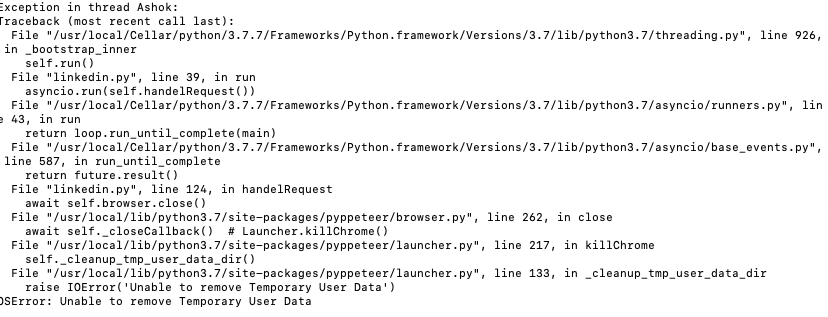 Exception in thread Ashok:
Traceback (most recent call last):
  File "/usr/local/Cellar/python/3.7.7/Frameworks/Python.framework/Versions/3.7/lib/python3.7/threading.py", line 926,
 in _bootstrap_inner
    self.run()
  File "linkedin.py", line 39, in run
    asyncio.run(self.handelRequest())
  File "/usr/local/Cellar/python/3.7.7/Frameworks/Python.framework/Versions/3.7/lib/python3.7/asyncio/runners.py", lin
e 43, in run
    return loop.run_until_complete(main)
  File "/usr/local/Cellar/python/3.7.7/Frameworks/Python.framework/Versions/3.7/lib/python3.7/asyncio/base_events.py",
 line 587, in run_until_complete
    return future.result()
  File "linkedin.py", line 124, in handelRequest
    await self.browser.close()
  File "/usr/local/lib/python3.7/site-packages/pyppeteer/browser.py", line 262, in close
    await self._closeCallback()  # Launcher.killChrome()
  File "/usr/local/lib/python3.7/site-packages/pyppeteer/launcher.py", line 217, in killChrome
    self._cleanup_tmp_user_data_dir()
  File "/usr/local/lib/python3.7/site-packages/pyppeteer/launcher.py", line 133, in _cleanup_tmp_user_data_dir
    raise IOError('Unable to remove Temporary User Data')
OSError: Unable to remove Temporary User Data